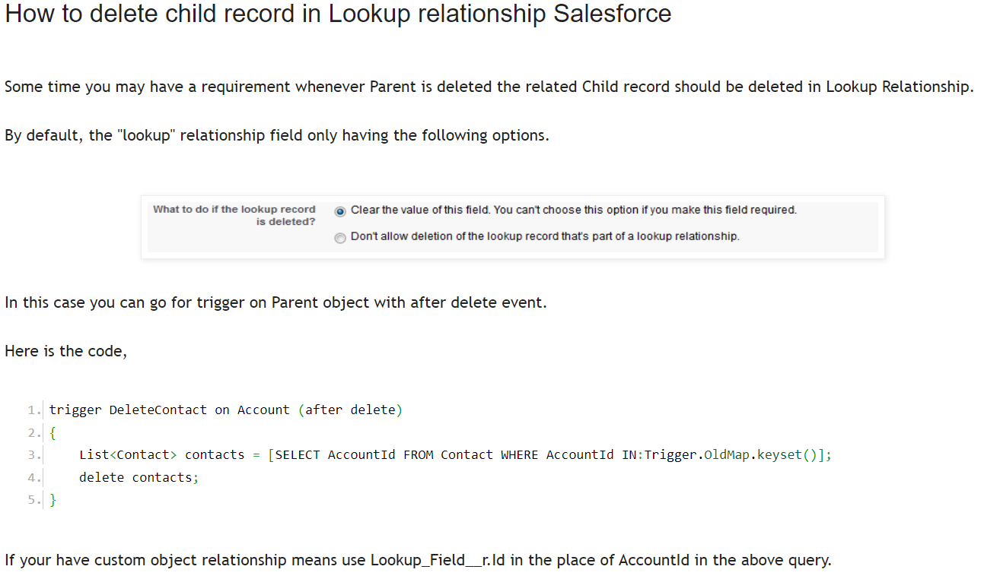 How to delete child record in Lookup relationship Salesforce
Some time you may have a requirement whenever Parent is deleted the related Child record should be deleted in Lookup Relationship.
By default, the "lookup" relationship field only having the following options.
What to do if the lookup record
is deleted?
Clear the value of this field. You can't choose this option if you make this field required.
Don't allow deletion of the lookup record that's part of a lookup relationship.
In this case you can go for trigger on Parent object with after delete event.
Here is the code,
1. trigger DeleteContact on Account (after delete)
2. {
3. List<Contact> contacts = [SELECT AccountId FROM Contact WHERE AccountId IN:Trigger.OldMap.keyset()];
4. delete contacts;
5. }
If your have custom object relationship means use Lookup_Field__r.Id in the place of AccountId in the above query.